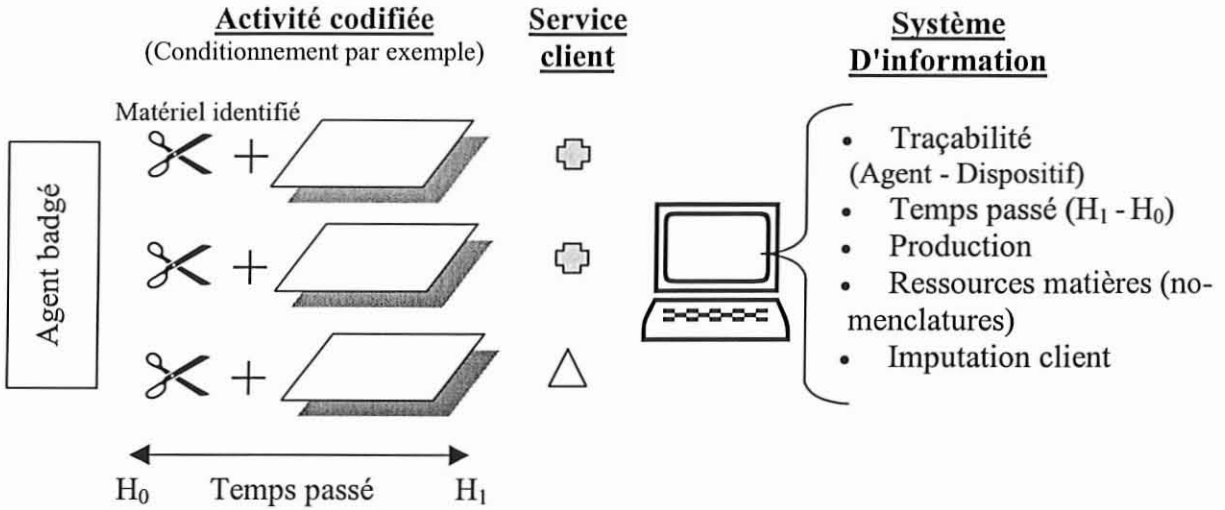 Activité codifiée
(Conditionnement par exemple)
Service
client
Système
D'information
Matériel identifié
Agent badgé
• Traçabilité
(Agent - Dispositif)
• Temps passé (H₁ - H₀)
• Production
• Ressources matières (no-
menclatures)
• Imputation client
H₀ Temps passé H₁